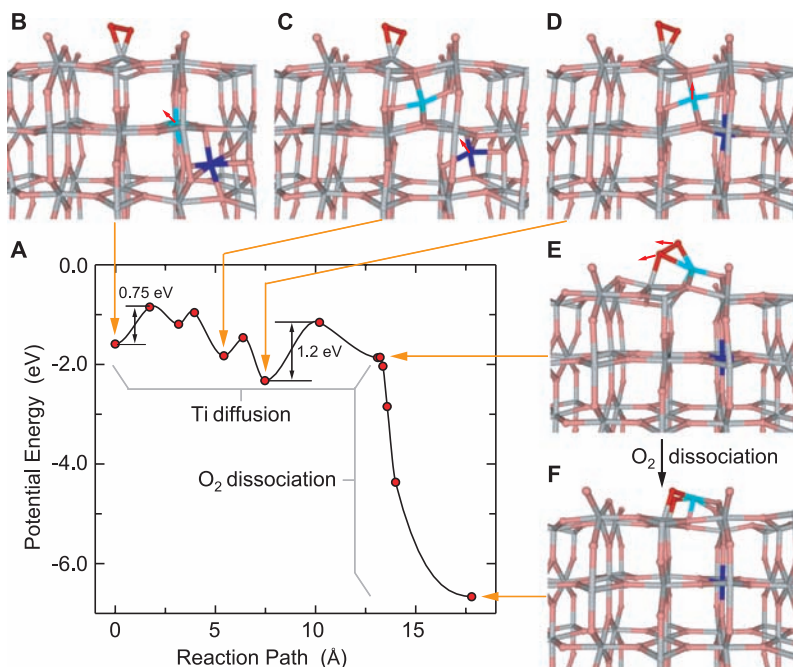 B
C
D
A
0.0
0.75 eV
-2.0
1.2 eV
Ti diffusion
O₂ dissociation
-4.0
-6.0
Potential Energy (eV)
0 5 10 15
Reaction Path (Å)
E
O₂ dissociation
F